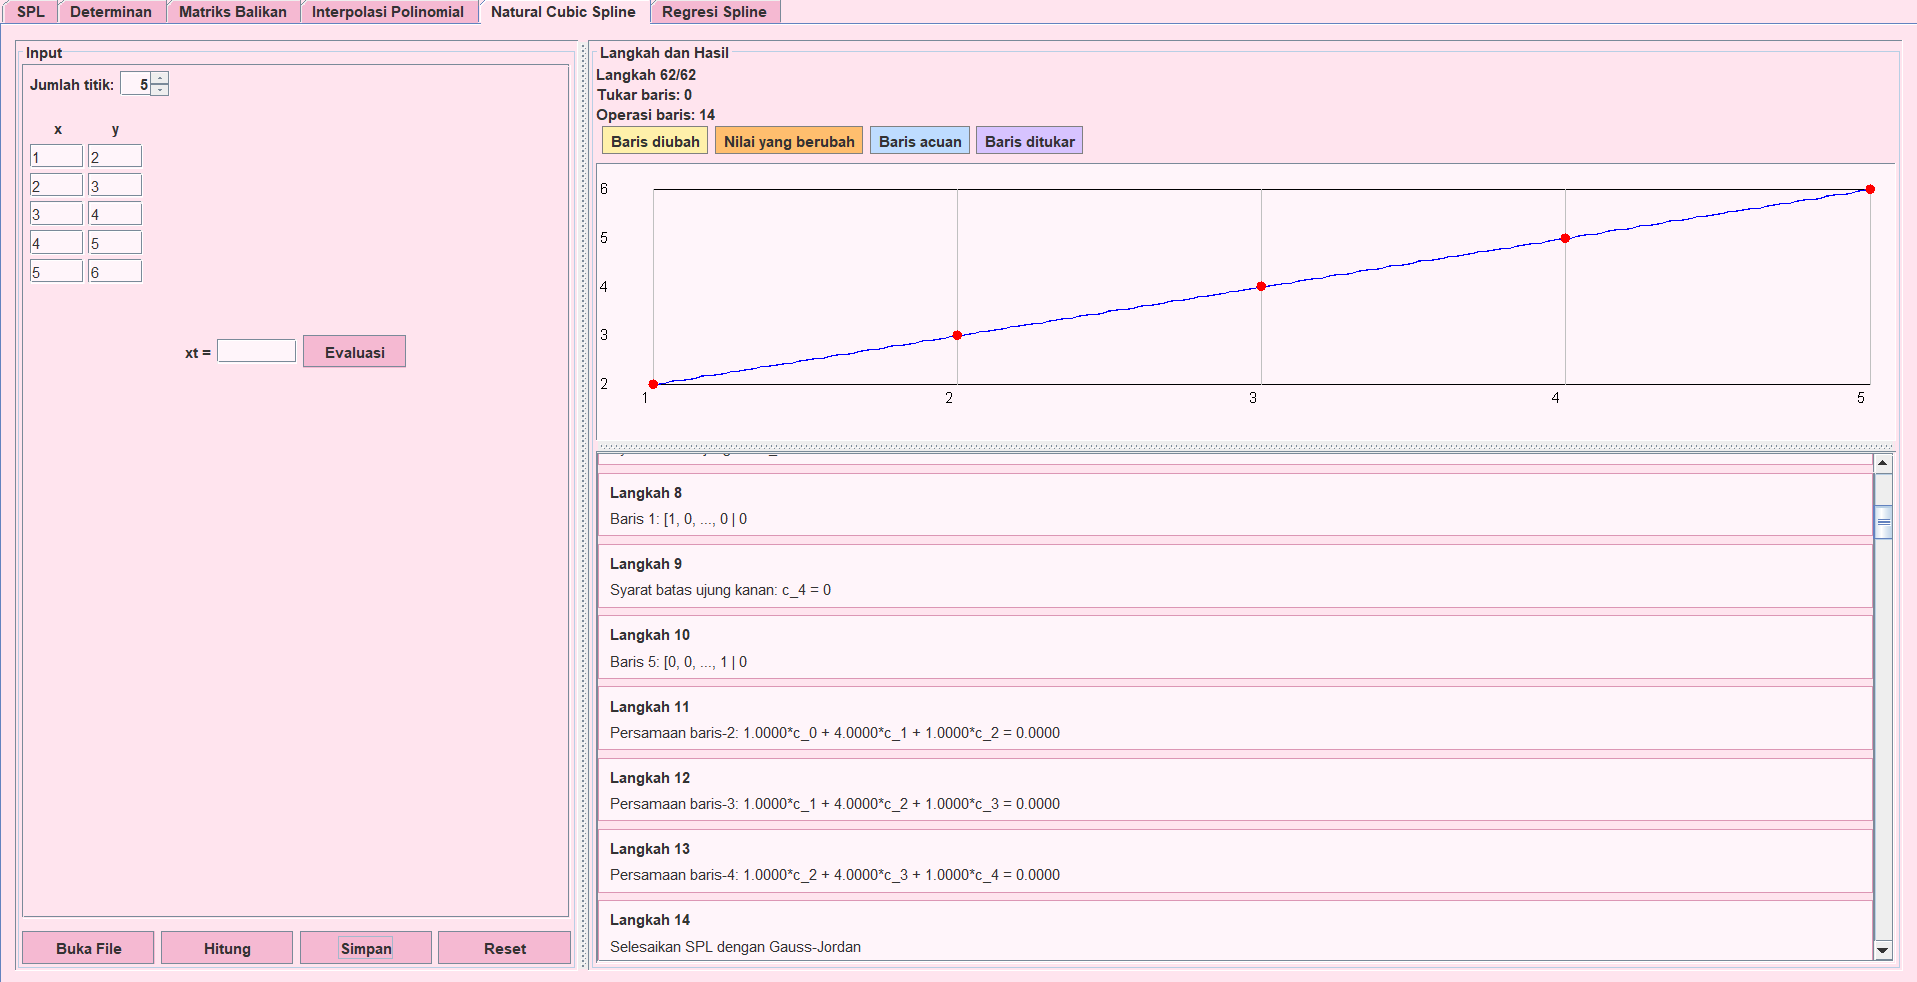 SPL Determinan Matriks Balikan Interpolasi Polinomial Natural Cubic Spline Regresi Spline
Input
Jumlah titik: 5
x y
1 2
2 3
3 4
4 5
5 6
xt = Evaluasi
Buka File Hitung Simpan Reset
Langkah dan Hasil
Langkah 62/62
Tukar baris: 0
Operasi baris: 14
Baris diubah Nilai yang berubah Baris acuan Baris ditukar
6
5
4
3
2
1 2 3 4 5
Langkah 8
Baris 1: [1, 0, ..., 0 | 0
Langkah 9
Syarat batas ujung kanan: c_4 = 0
Langkah 10
Baris 5: [0, 0, ..., 1 | 0
Langkah 11
Persamaan baris-2: 1.0000*c_0 + 4.0000*c_1 + 1.0000*c_2 = 0.0000
Langkah 12
Persamaan baris-3: 1.0000*c_1 + 4.0000*c_2 + 1.0000*c_3 = 0.0000
Langkah 13
Persamaan baris-4: 1.0000*c_2 + 4.0000*c_3 + 1.0000*c_4 = 0.0000
Langkah 14
Selesaikan SPL dengan Gauss-Jordan